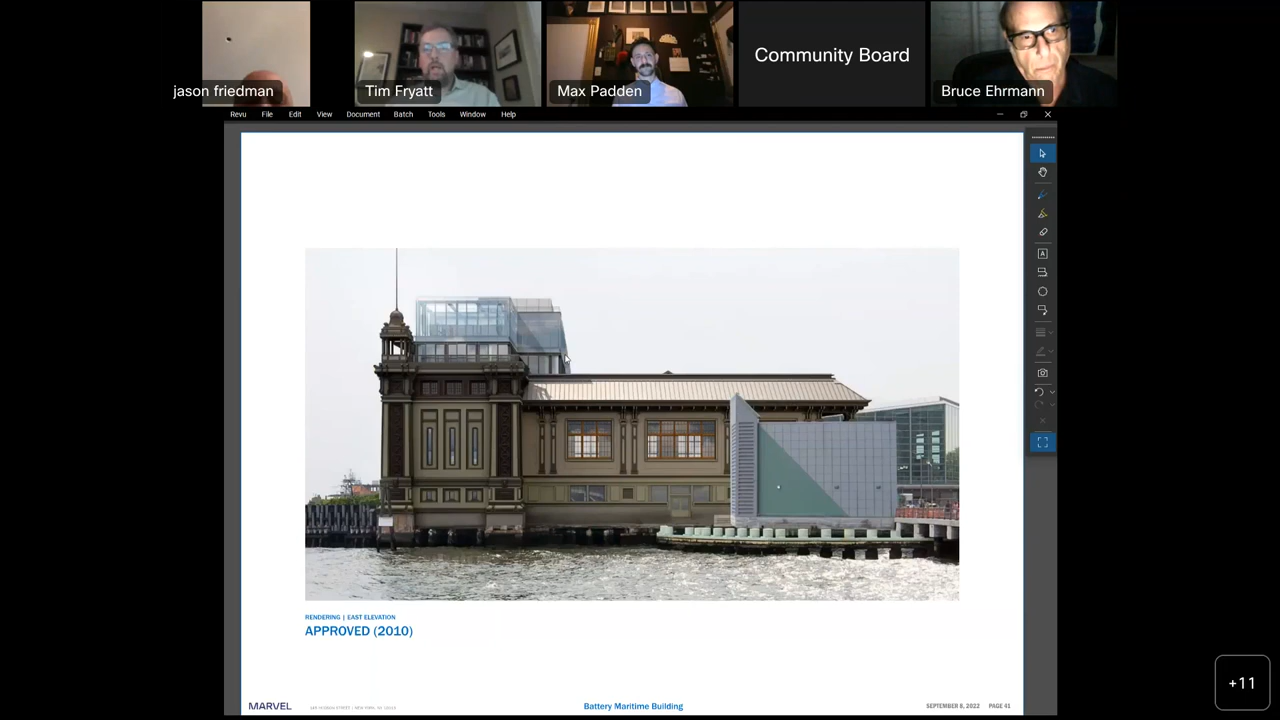 jason friedman
Tim Fryatt
Max Padden
Community Board
Bruce Ehrmann
Revu File Edit View Document Batch Tools Window Help
RENDERING | EAST ELEVATION
APPROVED (2010)
MARVEL
Battery Maritime Building
SEPTEMBER 8, 2022 PAGE 41
+11